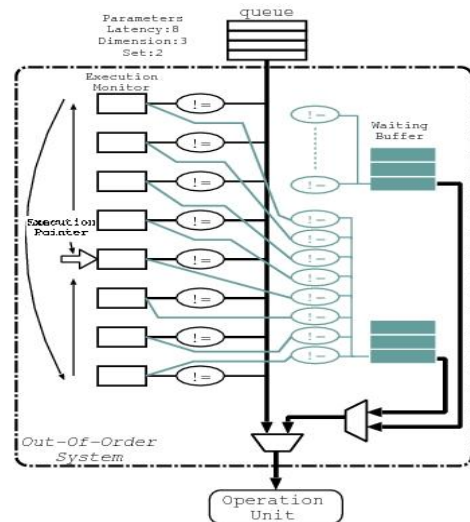 Parameters
Latency:8
Dimension:3
Set:2
queue
Execution
Monitor
!=
!=
!=
!=
!=
!=
!=
!=
Execution
Pointer
!=
!=
!=
!=
!=
!=
!=
!=
!=
!=
Waiting
Buffer
Out-Of-Order
System
Operation
Unit